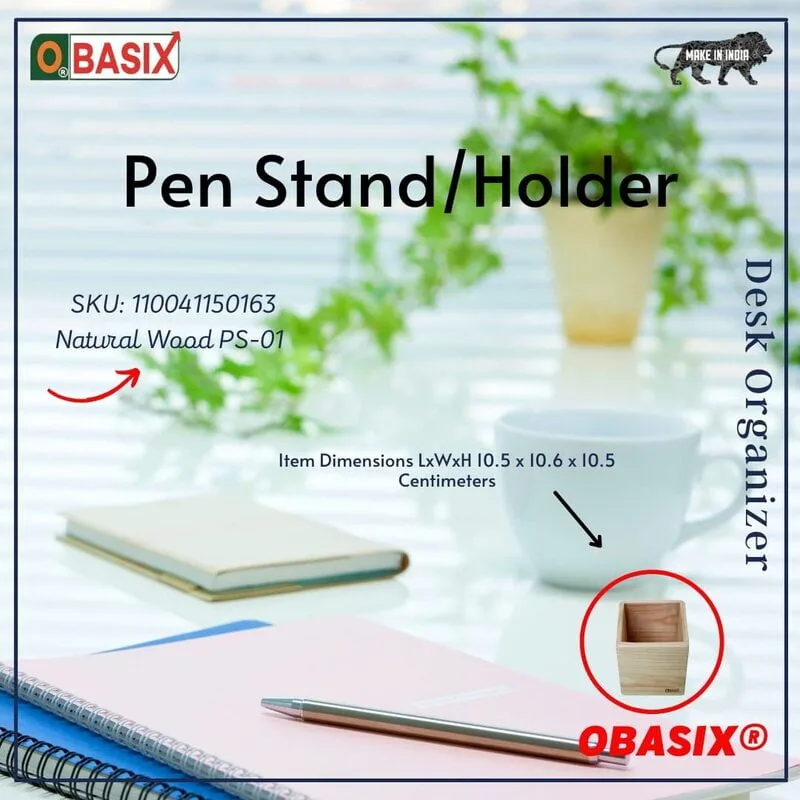 O® BASIX
MAKE IN INDIA
Pen Stand/Holder
SKU: 110041150163
Natural Wood PS-01
Desk Organizer
Item Dimensions LxWxH 10.5 x 10.6 x 10.5
Centimeters
OBASIX
OBASIX®